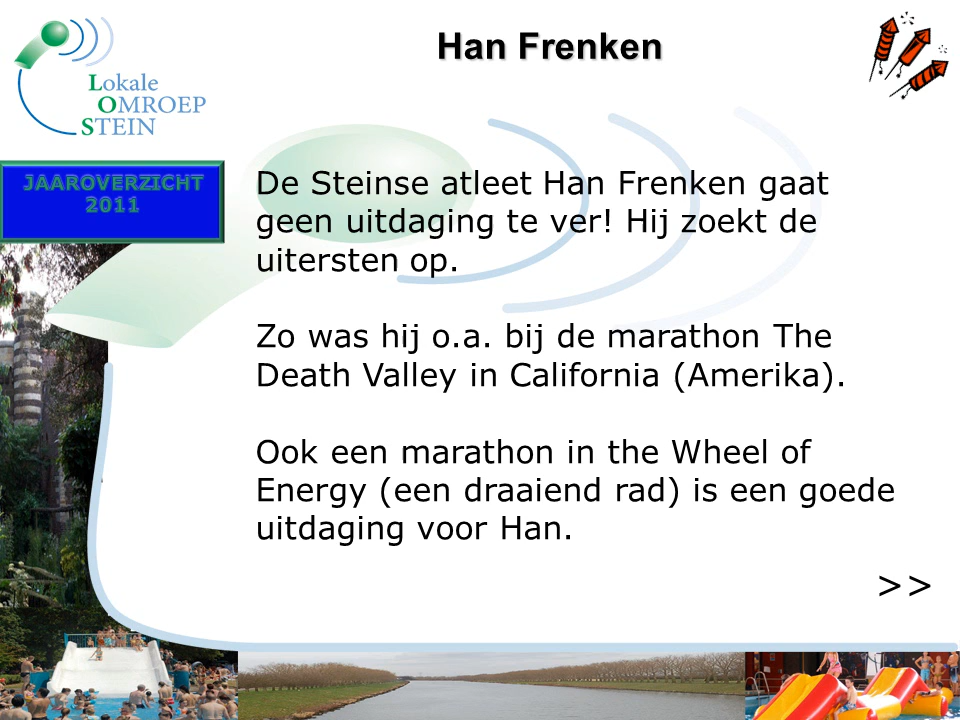 Han Frenken
Lokale
OMROEP
STEIN
JAAROVERZICHT
2011
De Steinse atleet Han Frenken gaat
geen uitdaging te ver! Hij zoekt de
uitersten op.
Zo was hij o.a. bij de marathon The
Death Valley in California (Amerika).
Ook een marathon in the Wheel of
Energy (een draaiend rad) is een goede
uitdaging voor Han.
>>